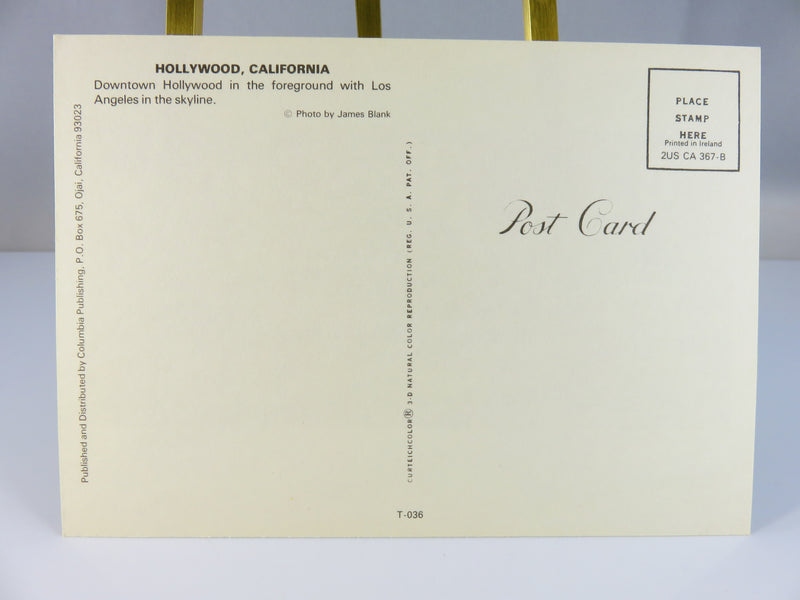 HOLLYWOOD, CALIFORNIA
Downtown Hollywood in the foreground with Los
Angeles in the skyline.
© Photo by James Blank
Published and Distributed by Columbia Publishing, P.O. Box 675, Ojai, California 93023
CURTEICHCOLOR® 3-D NATURAL COLOR REPRODUCTION (REG. U. S. A. PAT. OFF.)
PLACE
STAMP
HERE
Printed in Ireland
2US CA 367-B
Post Card
T-036